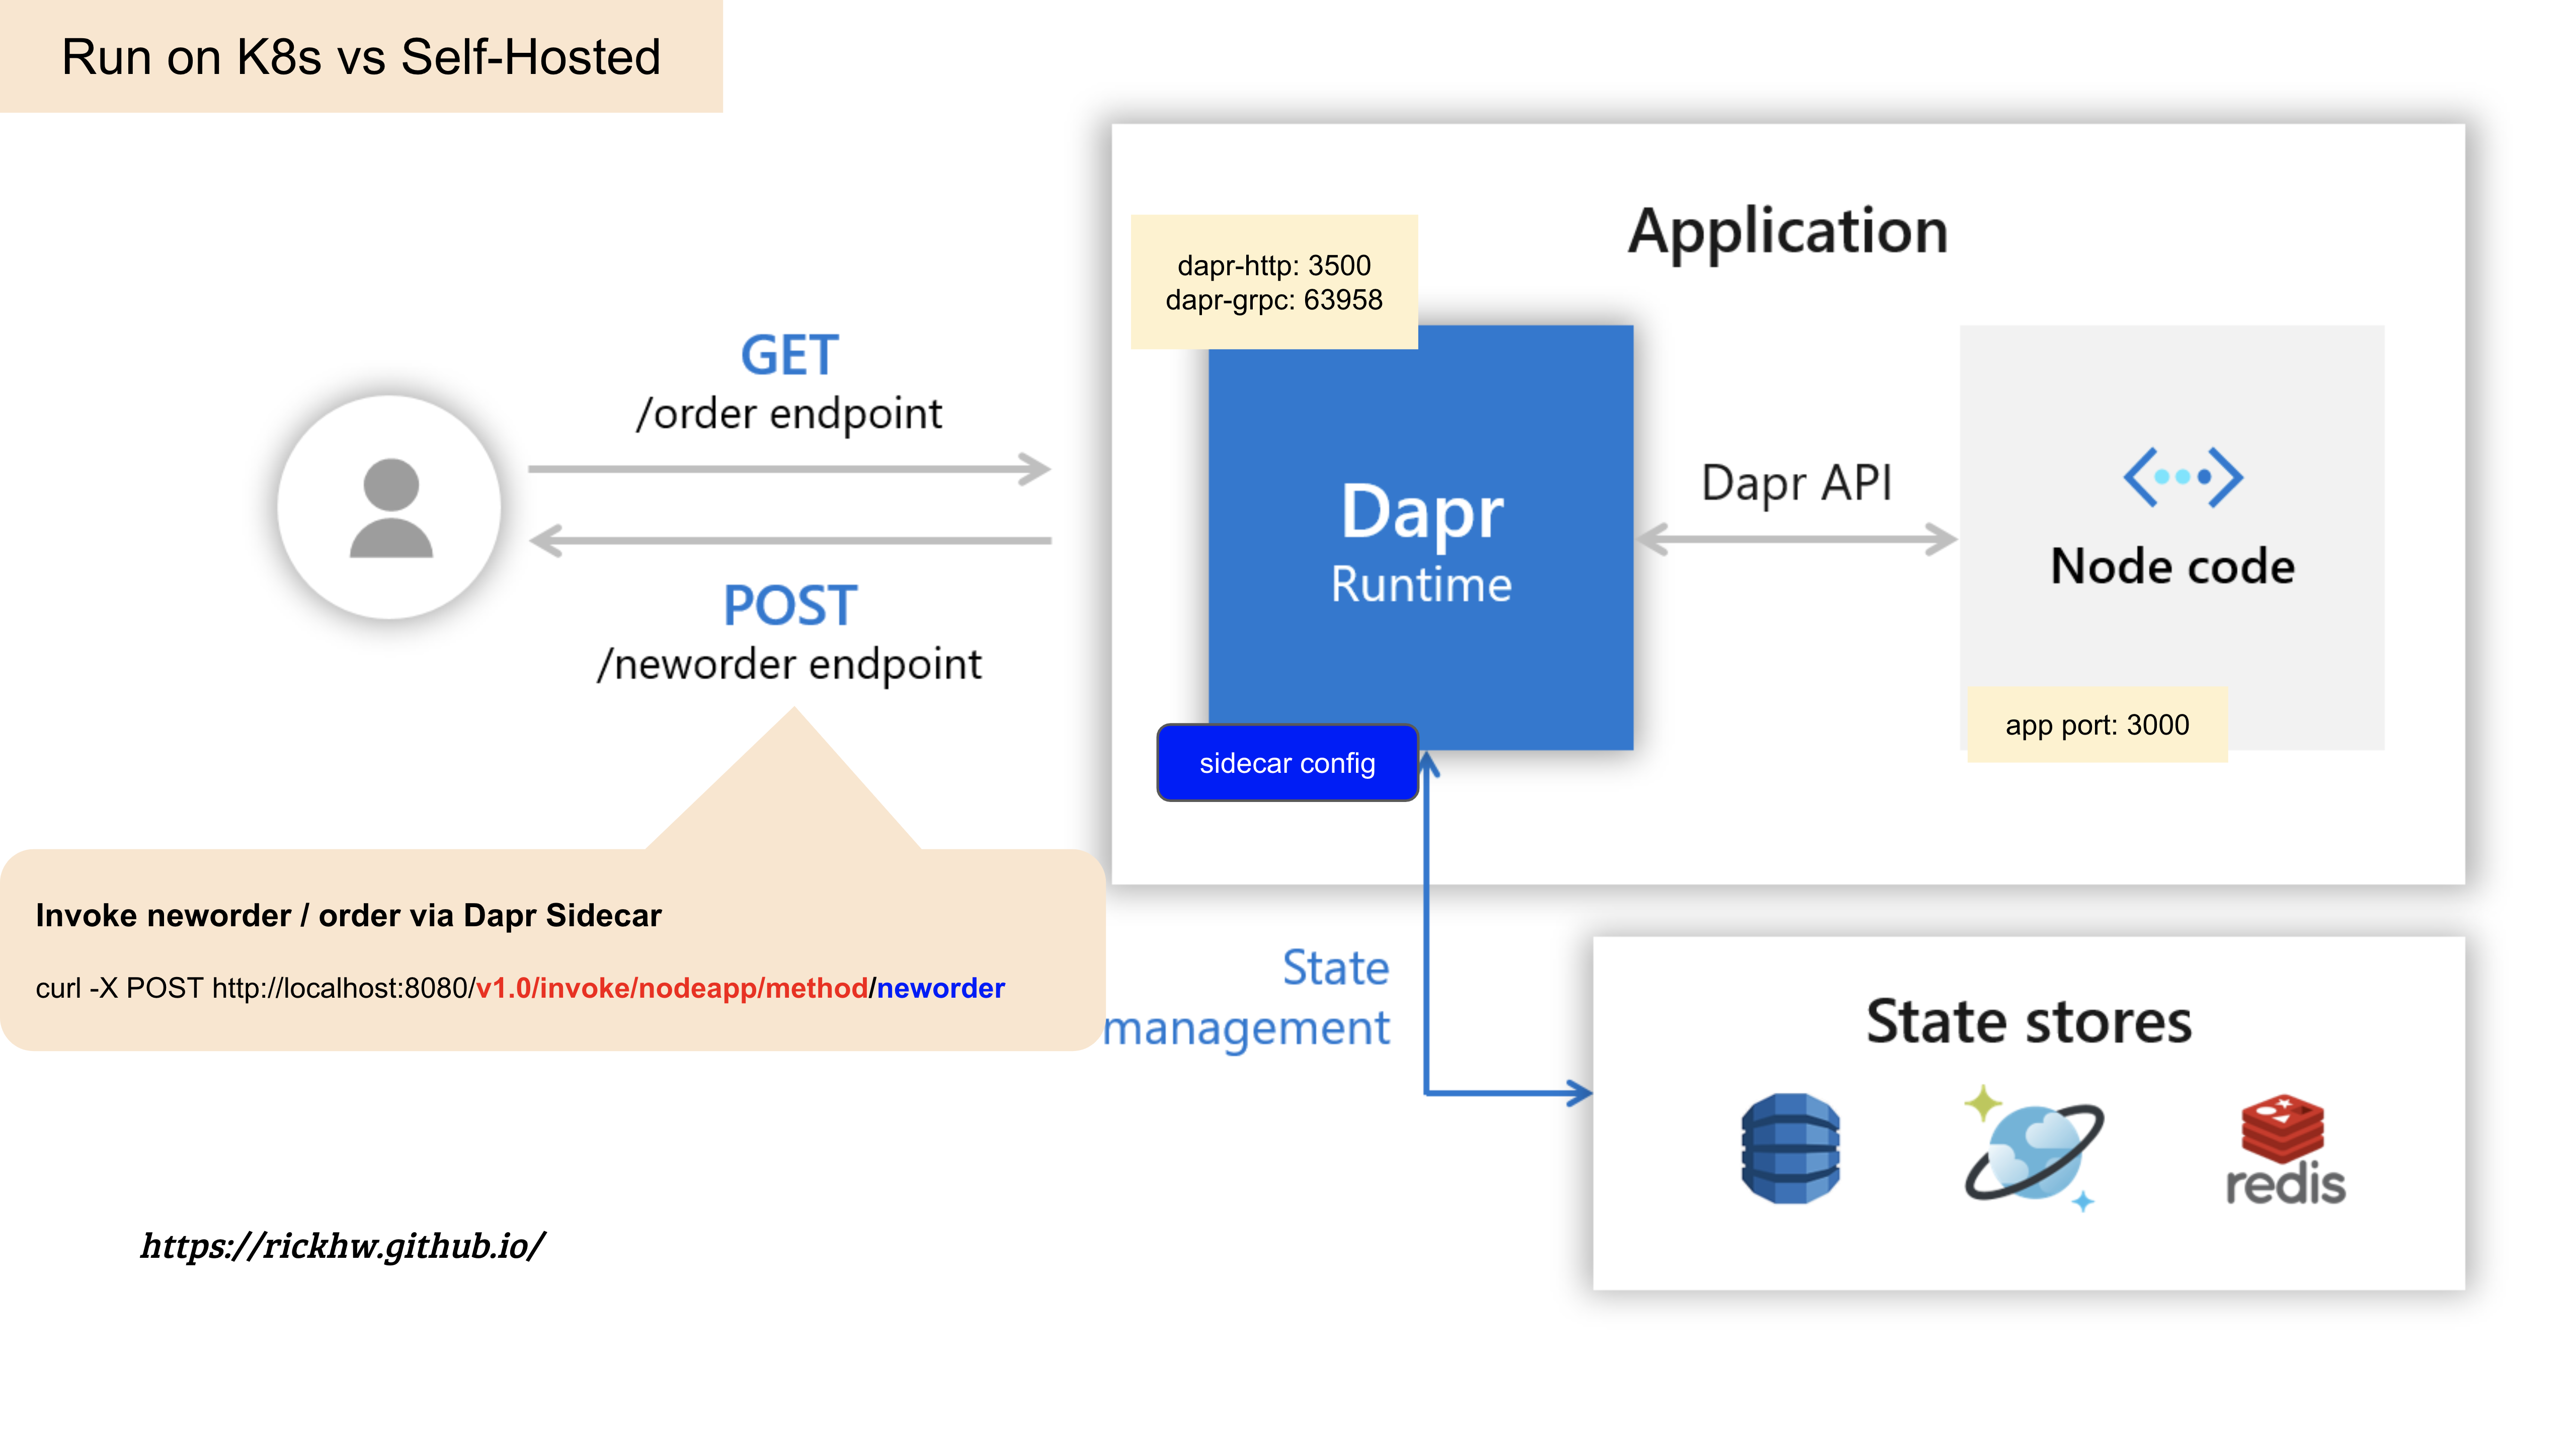 Run on K8s vs Self-Hosted
Application
dapr-http: 3500
dapr-grpc: 63958
GET
/order endpoint
POST
/neworder endpoint
Dapr
Runtime
Dapr API
Node code
app port: 3000
sidecar config
Invoke neworder / order via Dapr Sidecar
curl -X POST http://localhost:8080/v1.0/invoke/nodeapp/method/neworder
State
management
State stores
redis
https://rickhw.github.io/